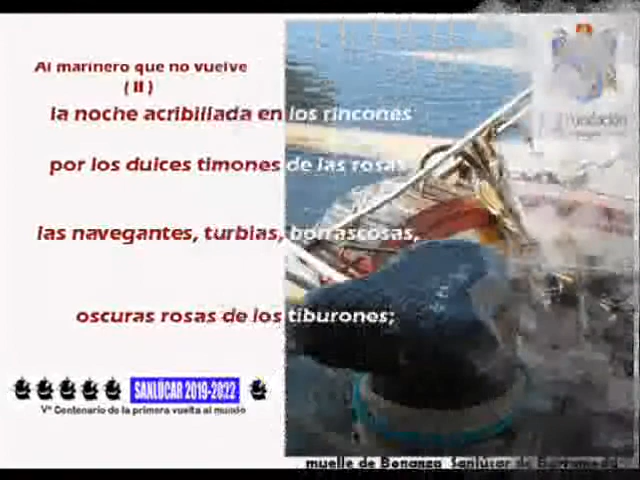 Al marinero que no vuelve
( II )
la noche acribillada en los rincones
por los dulces timones de las rosas
las navegantes, turbias, borrascosas,
oscuras rosas de los tiburones;
SANLÚCAR 2019-2022
Vº Centenario de la primera vuelta al mundo
Fundación
muelle de Bonanza Sanlúcar de Barrameda